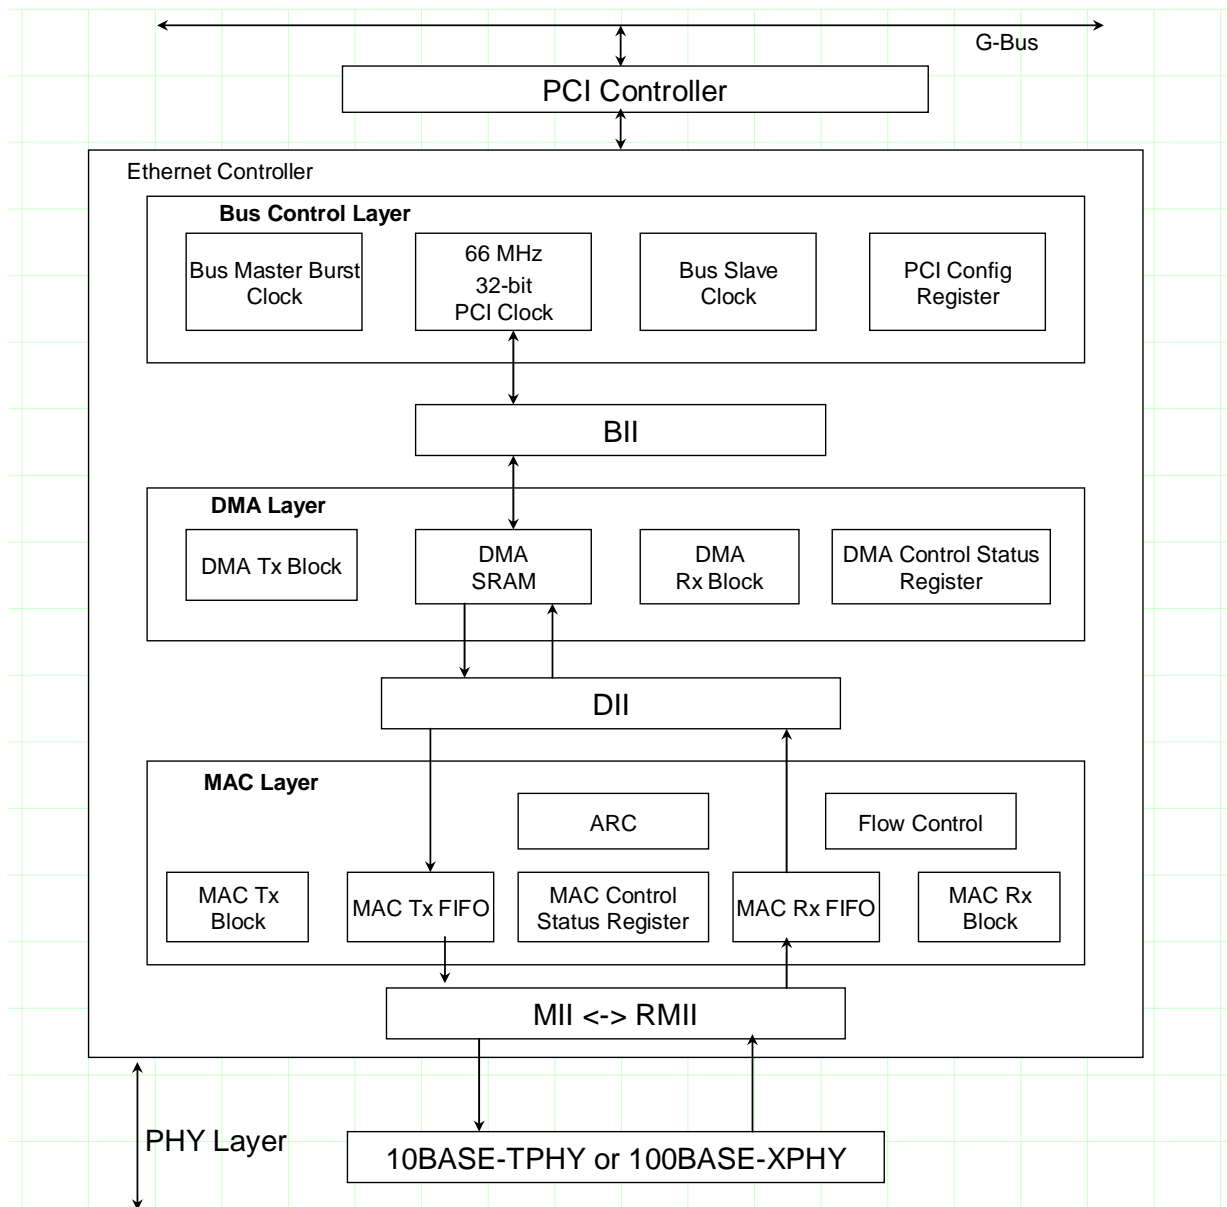 G-Bus
PCI Controller
Ethernet Controller
Bus Control Layer
Bus Master Burst
Clock
66 MHz
32-bit
PCI Clock
Bus Slave
Clock
PCI Config
Register
BII
DMA Layer
DMA Tx Block
DMA
SRAM
DMA
Rx Block
DMA Control Status
Register
DII
MAC Layer
ARC
Flow Control
MAC Tx
Block
MAC Tx FIFO
MAC Control
Status Register
MAC Rx FIFO
MAC Rx
Block
MII <-> RMII
PHY Layer
10BASE-TPHY or 100BASE-XPHY